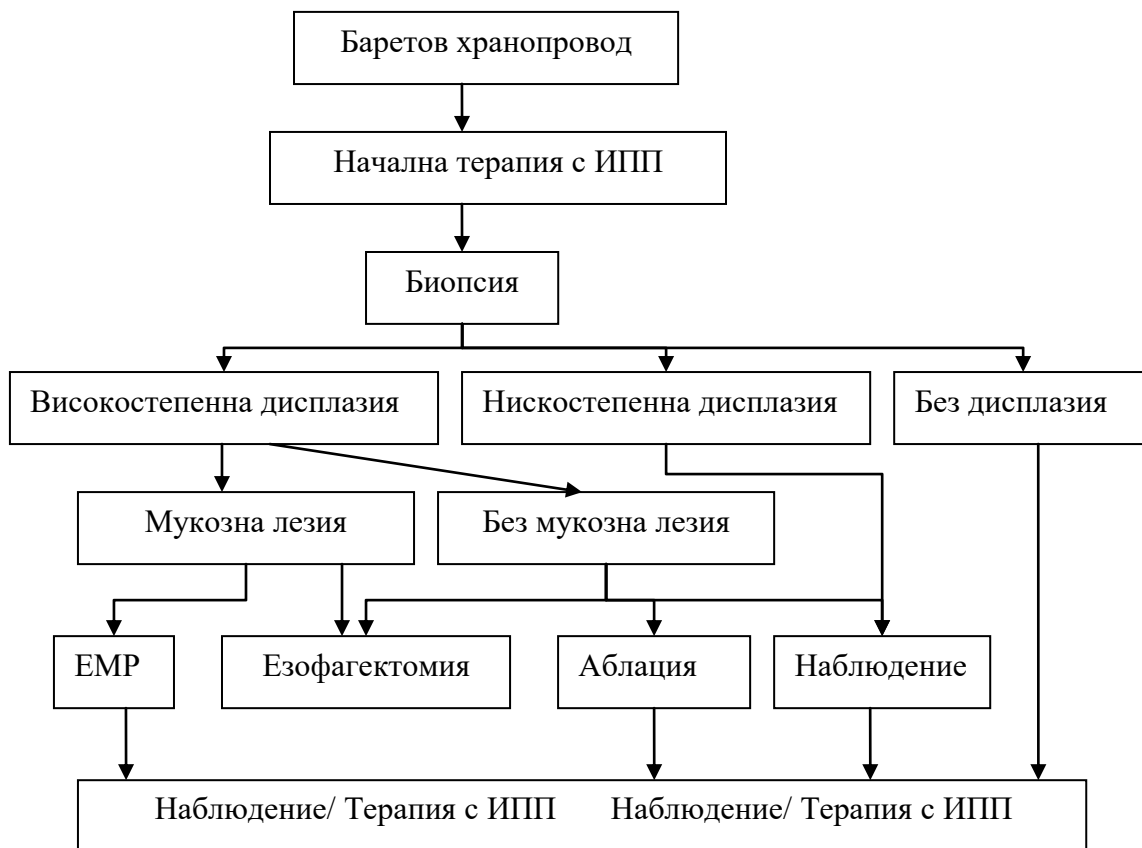 Баретов хранопровод
Начална терапия с ИПП
Биопсия
Високостепенна дисплазия
Нискостепенна дисплазия
Без дисплазия
Мукозна лезия
Без мукозна лезия
ЕМР
Езофагектомия
Аблация
Наблюдение
Наблюдение/ Терапия с ИПП Наблюдение/ Терапия с ИПП